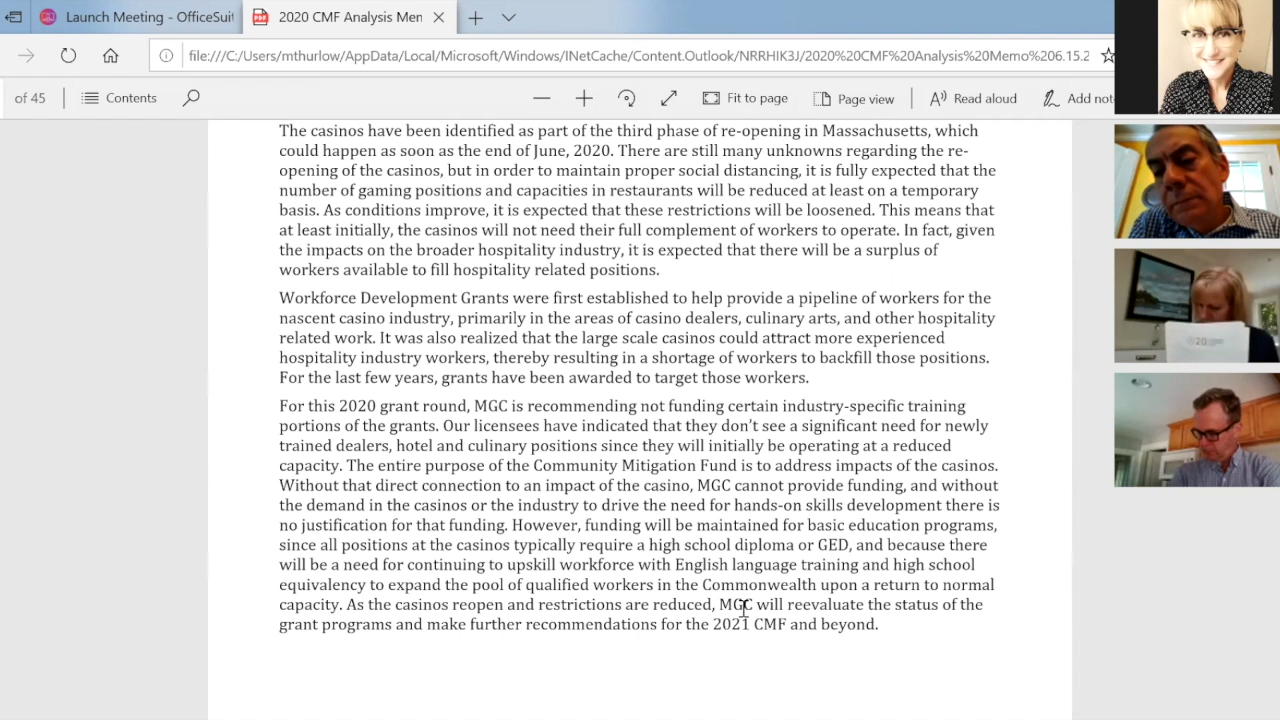 Launch Meeting - OfficeSuit
2020 CMF Analysis Mem
file:///C:/Users/mthurlow/AppData/Local/Microsoft/Windows/INetCache/Content.Outlook/NRRHIK3J/2020%20CMF%20Analysis%20Memo%206.15.2
of 45
Contents
Fit to page
Page view
Read aloud
Add not
The casinos have been identified as part of the third phase of re-opening in Massachusetts, which
could happen as soon as the end of June, 2020. There are still many unknowns regarding the re-
opening of the casinos, but in order to maintain proper social distancing, it is fully expected that the
number of gaming positions and capacities in restaurants will be reduced at least on a temporary
basis. As conditions improve, it is expected that these restrictions will be loosened. This means that
at least initially, the casinos will not need their full complement of workers to operate. In fact, given
the impacts on the broader hospitality industry, it is expected that there will be a surplus of
workers available to fill hospitality related positions.
Workforce Development Grants were first established to help provide a pipeline of workers for the
nascent casino industry, primarily in the areas of casino dealers, culinary arts, and other hospitality
related work. It was also realized that the large scale casinos could attract more experienced
hospitality industry workers, thereby resulting in a shortage of workers to backfill those positions.
For the last few years, grants have been awarded to target those workers.
For this 2020 grant round, MGC is recommending not funding certain industry-specific training
portions of the grants. Our licensees have indicated that they don't see a significant need for newly
trained dealers, hotel and culinary positions since they will initially be operating at a reduced
capacity. The entire purpose of the Community Mitigation Fund is to address impacts of the casinos.
Without that direct connection to an impact of the casino, MGC cannot provide funding, and without
the demand in the casinos or the industry to drive the need for hands-on skills development there is
no justification for that funding. However, funding will be maintained for basic education programs,
since all positions at the casinos typically require a high school diploma or GED, and because there
will be a need for continuing to upskill workforce with English language training and high school
equivalency to expand the pool of qualified workers in the Commonwealth upon a return to normal
capacity. As the casinos reopen and restrictions are reduced, MGC will reevaluate the status of the
grant programs and make further recommendations for the 2021 CMF and beyond.